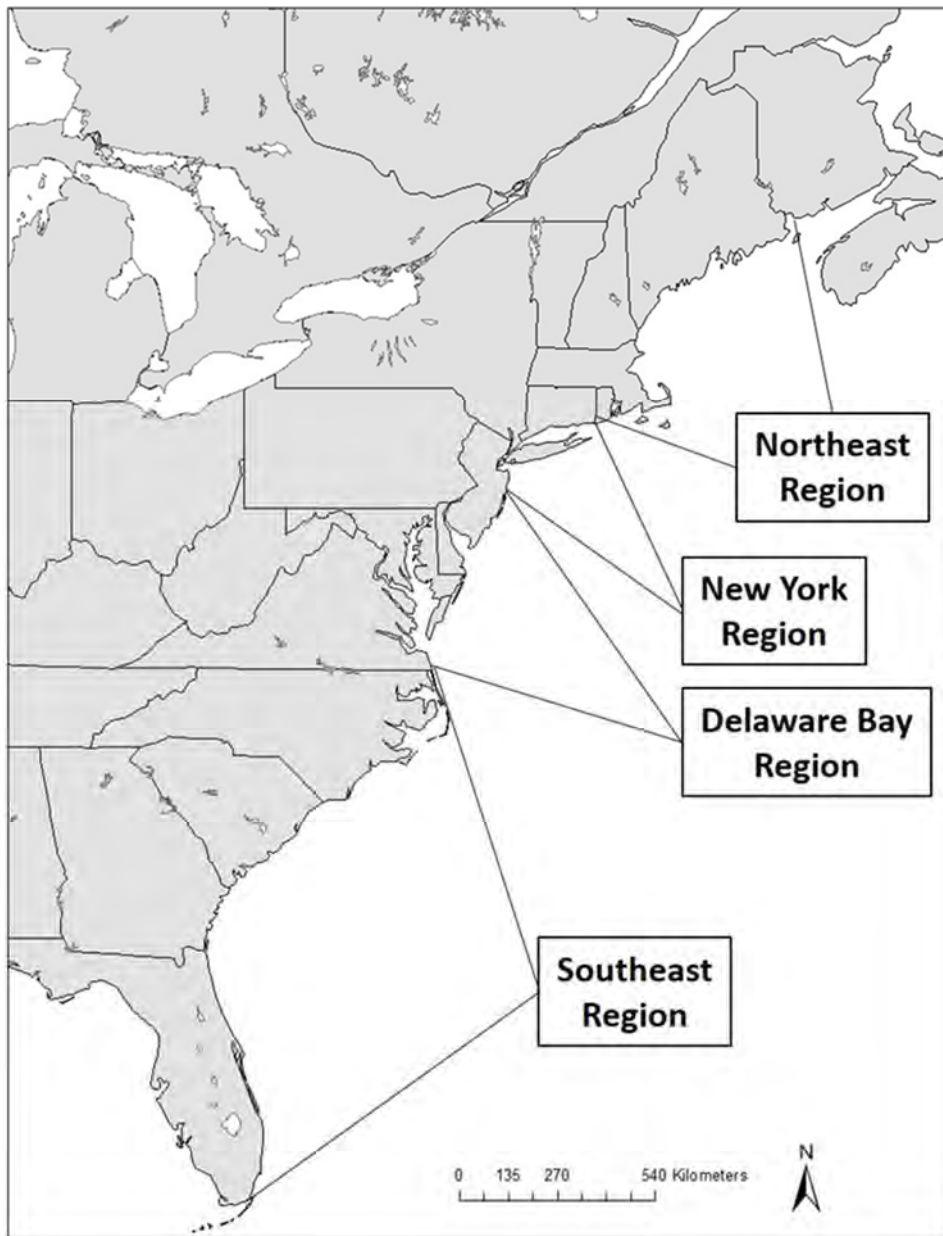 Northeast
Region
New York
Region
Delaware Bay
Region
Southeast
Region
N
0 135 270 540 Kilometers